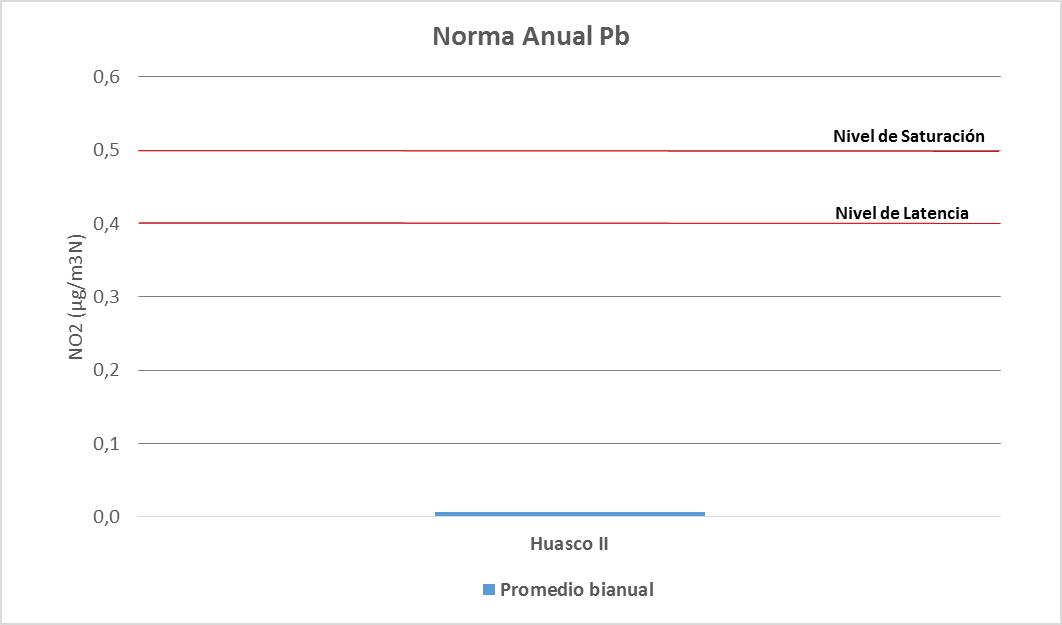 Norma Anual Pb
0,6
Nivel de Saturación
0,5
Nivel de Latencia
0,4
0,3
0,2
0,1
0,0
NO2 (µg/m3N)
Huasco II
Promedio bianual